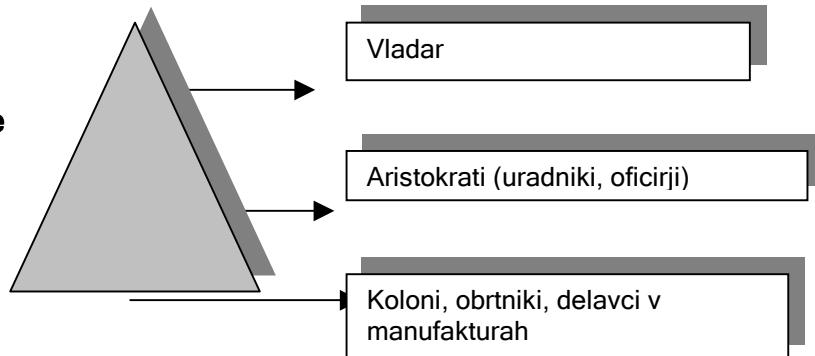 Vladar
e
Aristokrati (uradniki, oficirji)
Koloni, obrtniki, delavci v
manufakturah